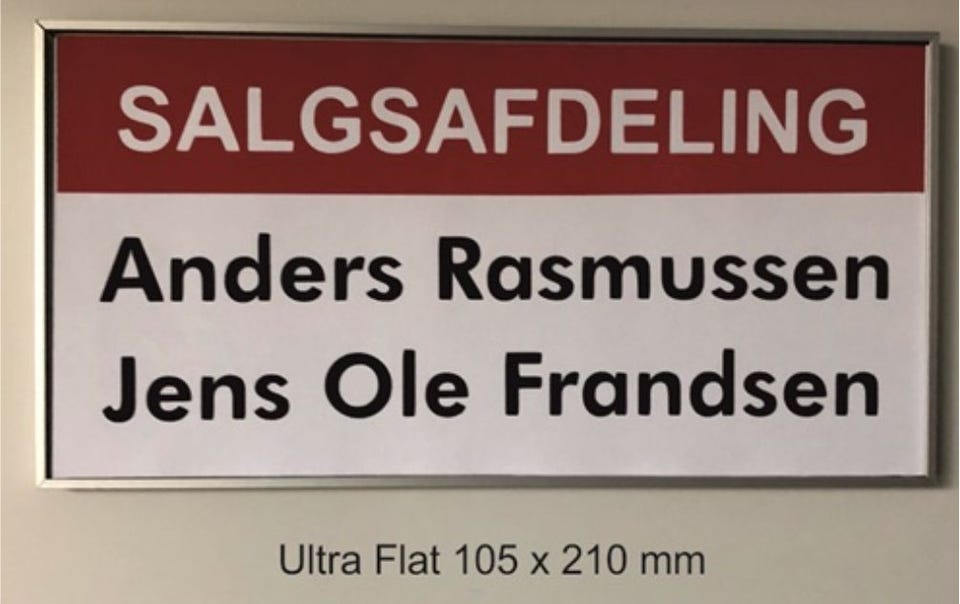 SALGSAFDELING
Anders Rasmussen
Jens Ole Frandsen
Ultra Flat 105 x 210 mm